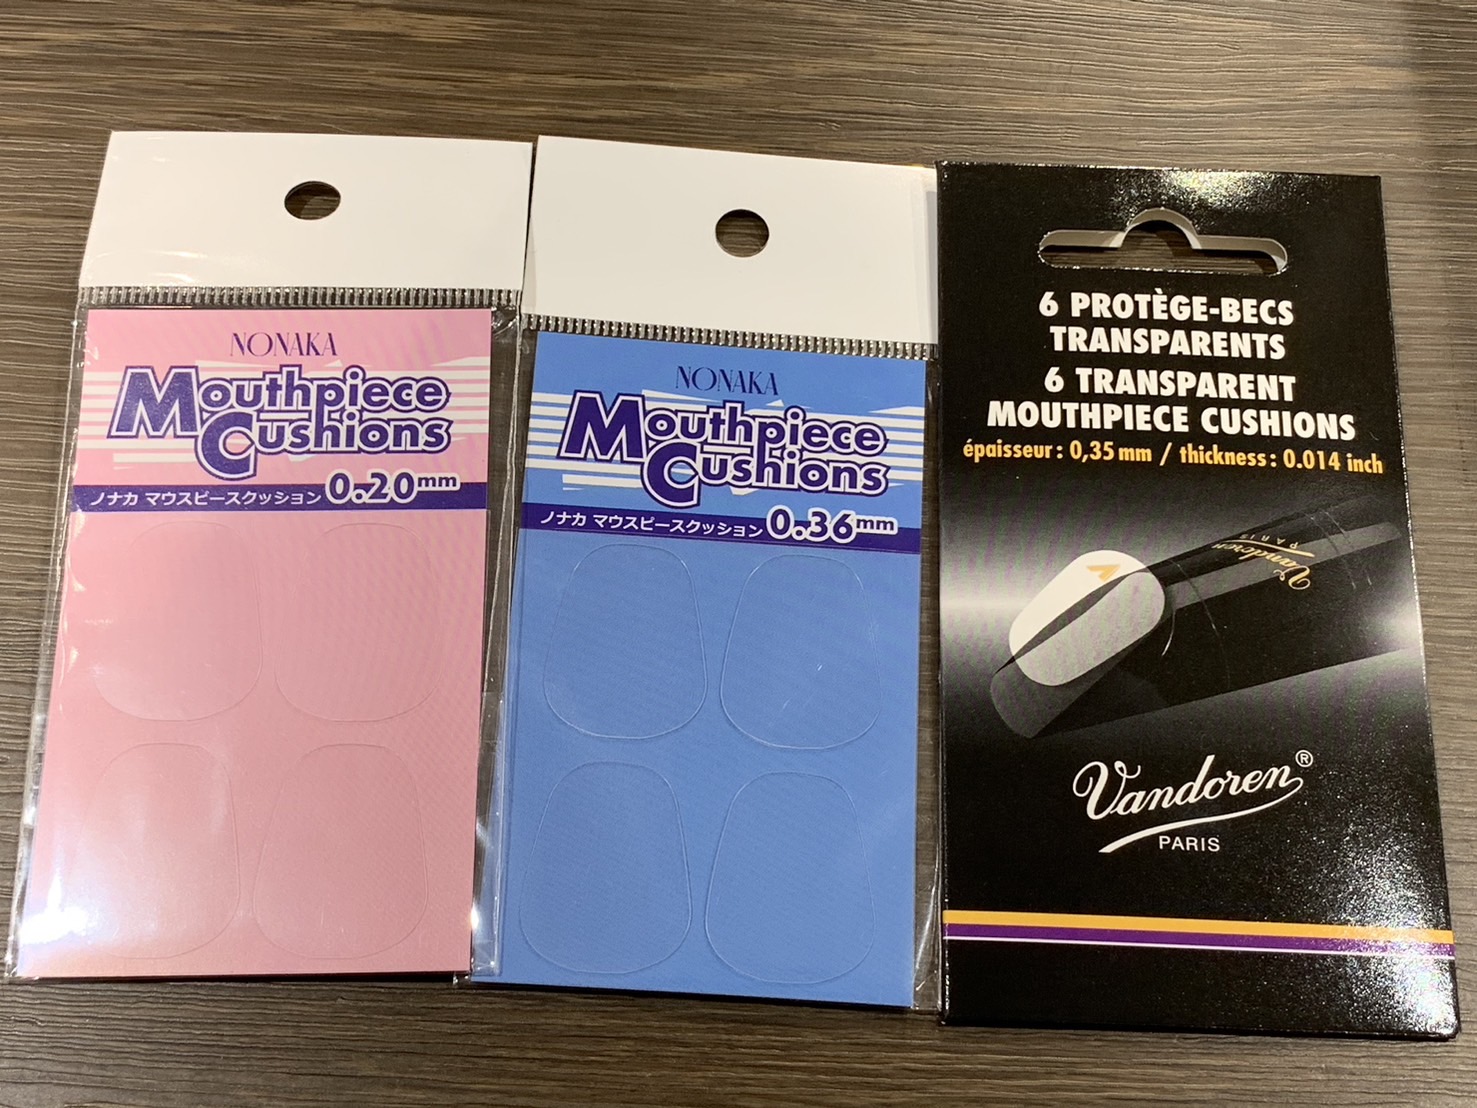 NONAKA
Mouthpiece
Cushions
ノナカ マウスピースクッション 0.20mm
NONAKA
Mouthpiece
Cushions
ノナカ マウスピースクッション 0.36mm
6 PROTÈGE-BECS
TRANSPARENTS
6 TRANSPARENT
MOUTHPIECE CUSHIONS
épaisseur : 0,35 mm / thickness : 0.014 inch
Vandoren
PARIS
Vandoren®
PARIS